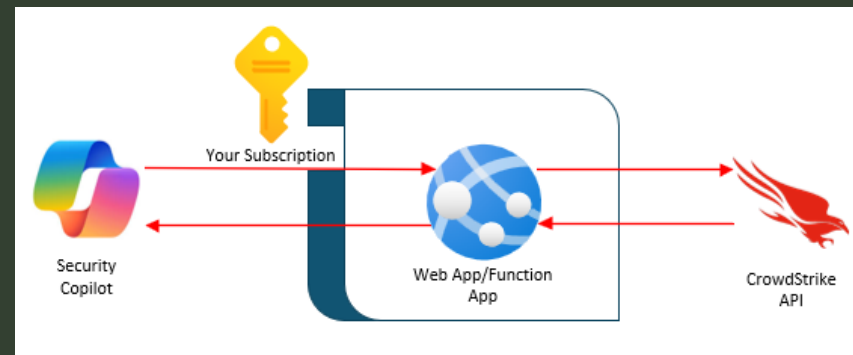 Your Subscription
Security
Copilot
Web App/Function
App
CrowdStrike
API